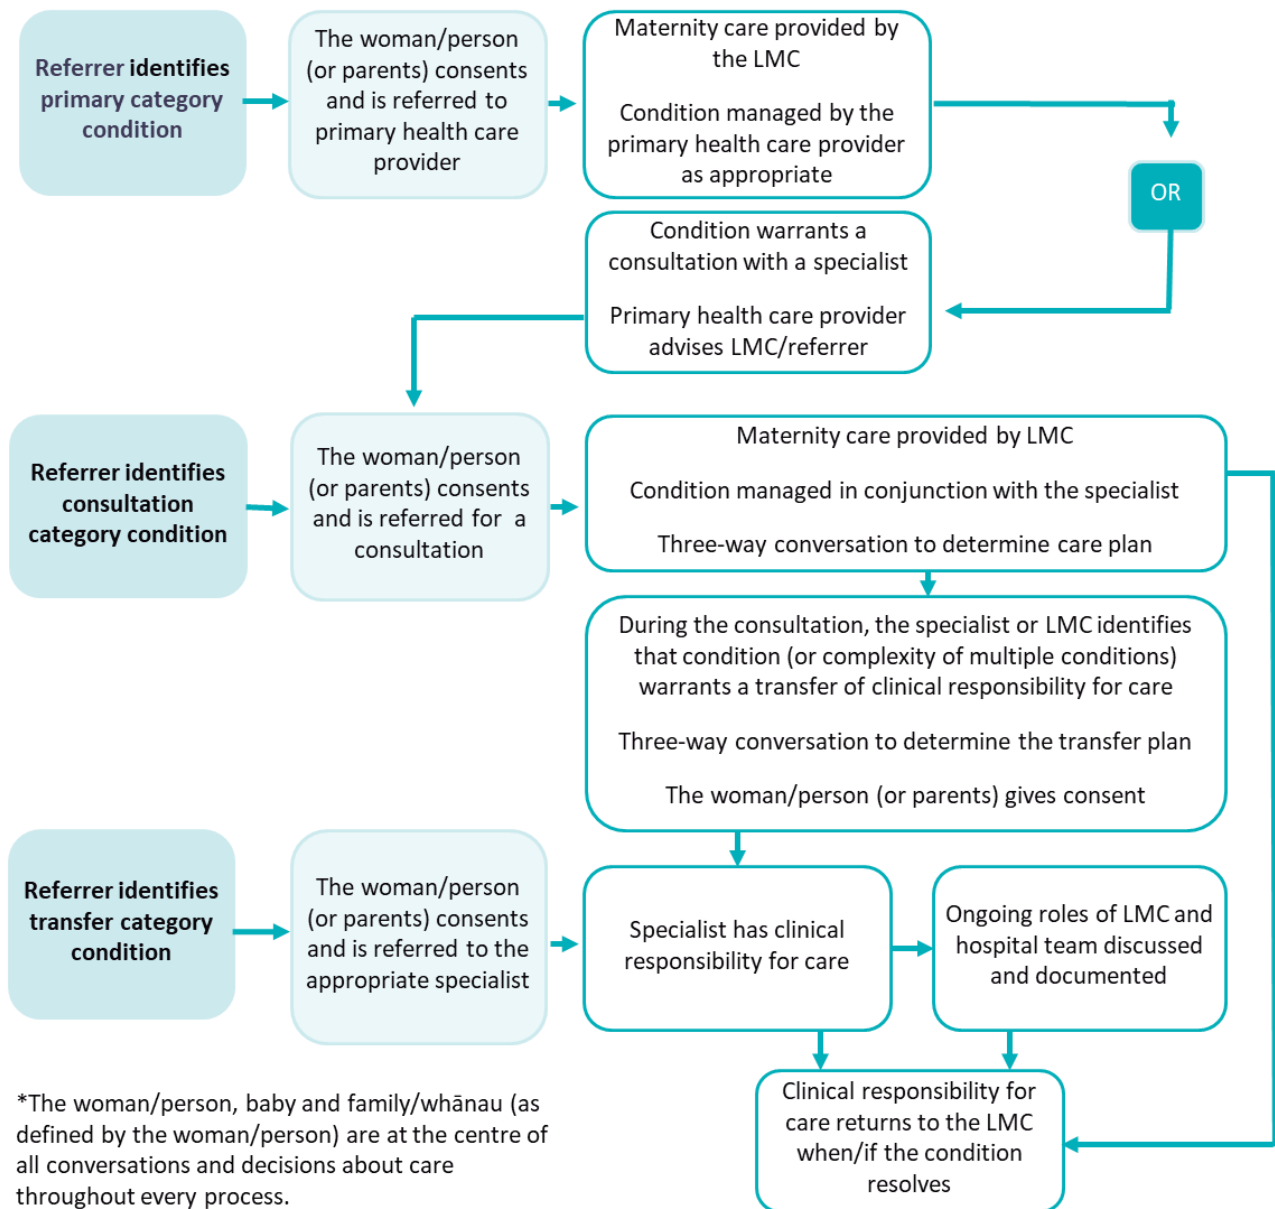 Referrer identifies
primary category
condition
The woman/person
(or parents) consents
and is referred to
primary health care
provider
Maternity care provided by
the LMC
Condition managed by the
primary health care provider
as appropriate
OR
Condition warrants a
consultation with a specialist
Primary health care provider
advises LMC/referrer
Referrer identifies
consultation
category condition
The woman/person
(or parents) consents
and is referred for a
consultation
Maternity care provided by LMC
Condition managed in conjunction with the specialist
Three-way conversation to determine care plan
During the consultation, the specialist or LMC identifies
that condition (or complexity of multiple conditions)
warrants a transfer of clinical responsibility for care
Three-way conversation to determine the transfer plan
The woman/person (or parents) gives consent
Referrer identifies
transfer category
condition
The woman/person
(or parents) consents
and is referred to the
appropriate specialist
Specialist has clinical
responsibility for care
Ongoing roles of LMC and
hospital team discussed
and documented
Clinical responsibility for
care returns to the LMC
when/if the condition
resolves
*The woman/person, baby and family/whānau (as
defined by the woman/person) are at the centre of
all conversations and decisions about care
throughout every process.